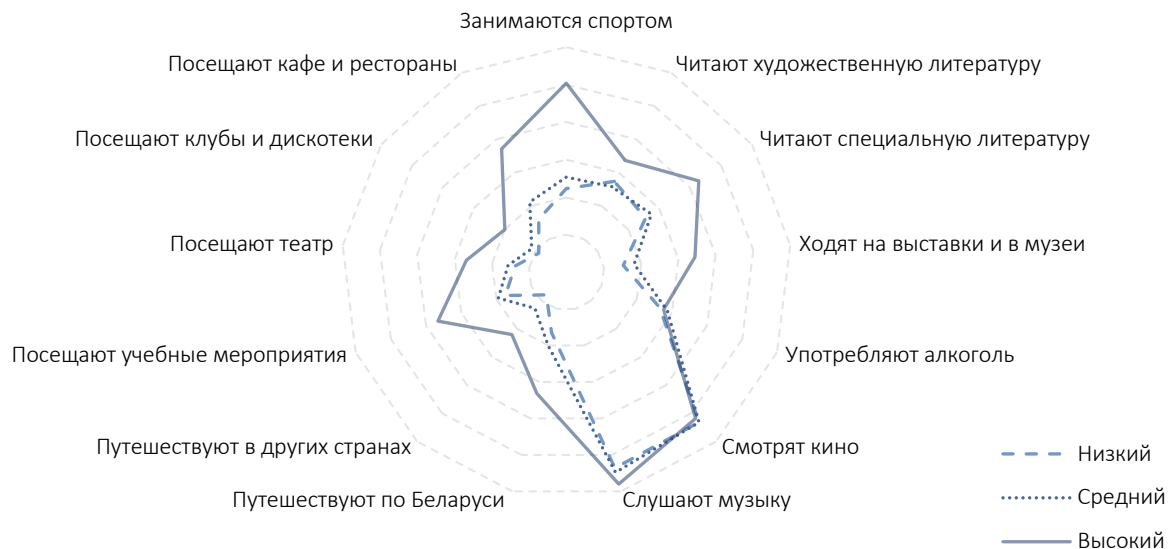 Занимаются спортом
Посещают кафе и рестораны
Читают художественную литературу
Посещают клубы и дискотеки
Читают специальную литературу
Посещают театр
Ходят на выставки и в музеи
Посещают учебные мероприятия
Употребляют алкоголь
Путешествуют в других странах
Смотрят кино
Путешествуют по Беларуси
Слушают музыку
Низкий
Средний
Высокий